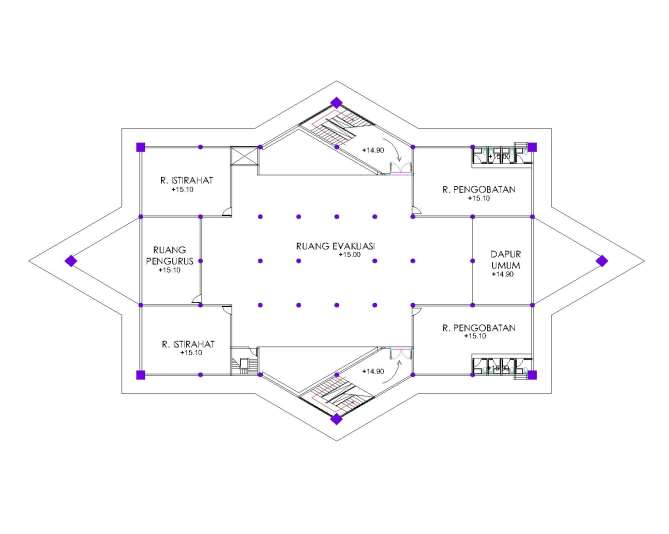 +14.90
R. ISTIRAHAT
+15.10
R. PENGOBATAN
+15.10
RUANG
PENGURUS
+15.10
RUANG EVAKUASI
+15.00
DAPUR
UMUM
+14.90
R. ISTIRAHAT
+15.10
R. PENGOBATAN
+15.10
+14.90